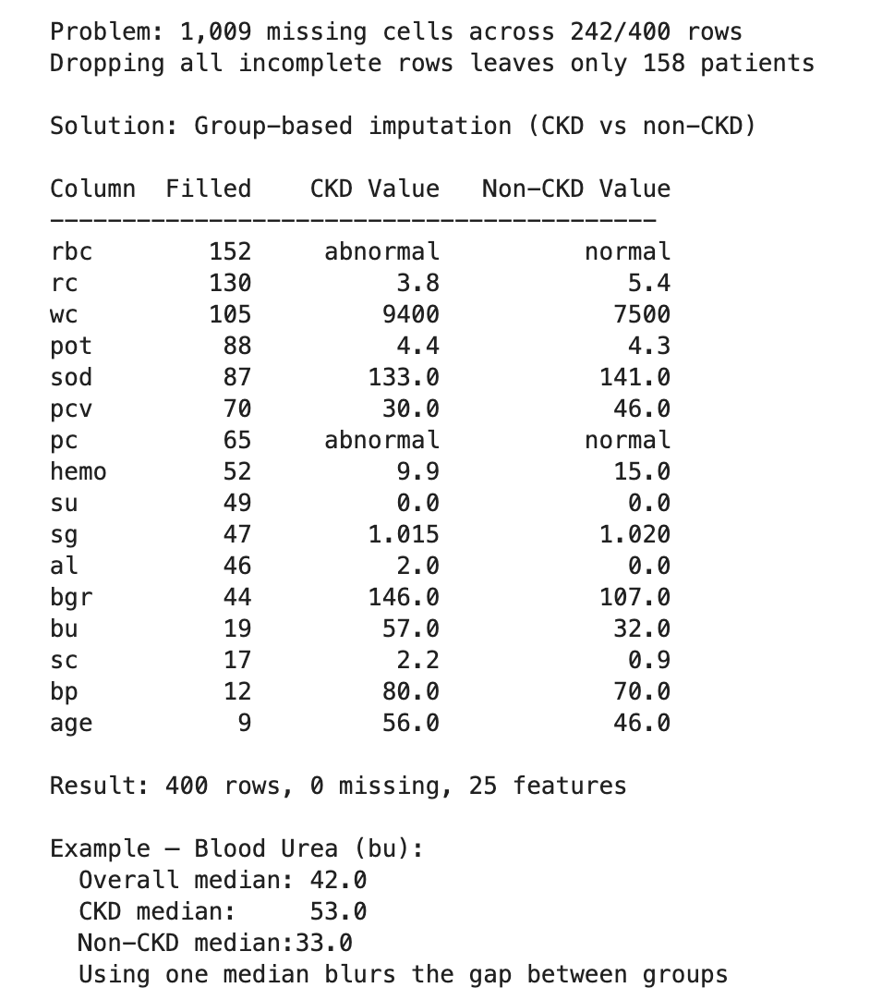 Problem: 1,009 missing cells across 242/400 rows
Dropping all incomplete rows leaves only 158 patients
Solution: Group-based imputation (CKD vs non-CKD)
Column Filled CKD Value Non-CKD Value
----------------------------------------------
rbc 152 abnormal normal
rc 130 3.8 5.4
wc 105 9400 7500
pot 88 4.4 4.3
sod 87 133.0 141.0
pcv 70 30.0 46.0
pc 65 abnormal normal
hemo 52 9.9 15.0
su 49 0.0 0.0
sg 47 1.015 1.020
al 46 2.0 0.0
bgr 44 146.0 107.0
bu 19 57.0 32.0
sc 17 2.2 0.9
bp 12 80.0 70.0
age 9 56.0 46.0
Result: 400 rows, 0 missing, 25 features
Example – Blood Urea (bu):
Overall median: 42.0
CKD median: 53.0
Non-CKD median:33.0
Using one median blurs the gap between groups